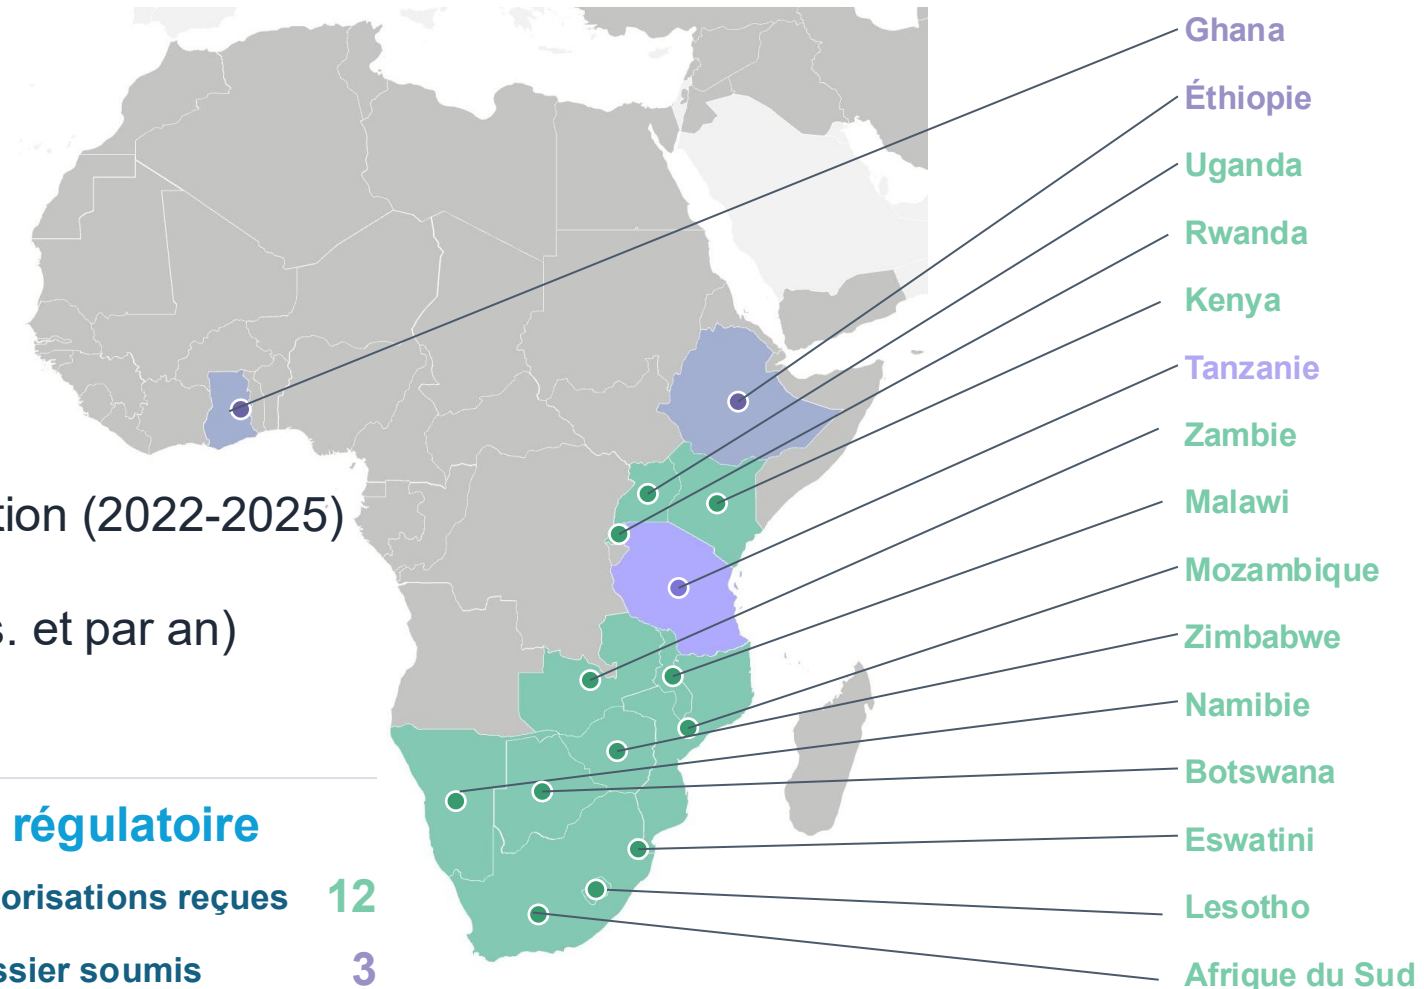 Ghana
Éthiopie
Uganda
Rwanda
Kenya
Tanzanie
Zambie
Malawi
Mozambique
Zimbabwe
Namibie
Botswana
Eswatini
Lesotho
Afrique du Sud
tion (2022-2025)
s. et par an)
régulatoire
orisations reçues 12
ssier soumis 3